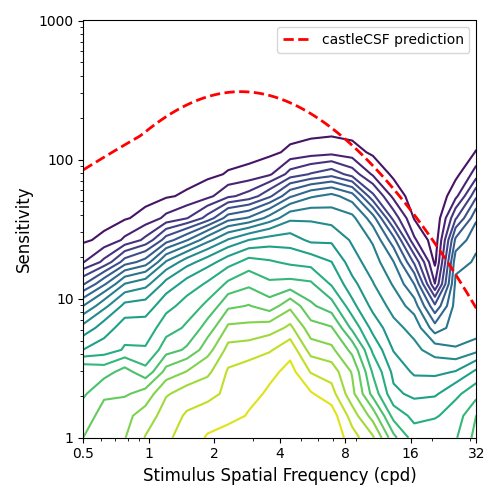 1000
castleCSF prediction
100
10
1
Sensitivity
0.5 1 2 4 8 16 32
Stimulus Spatial Frequency (cpd)